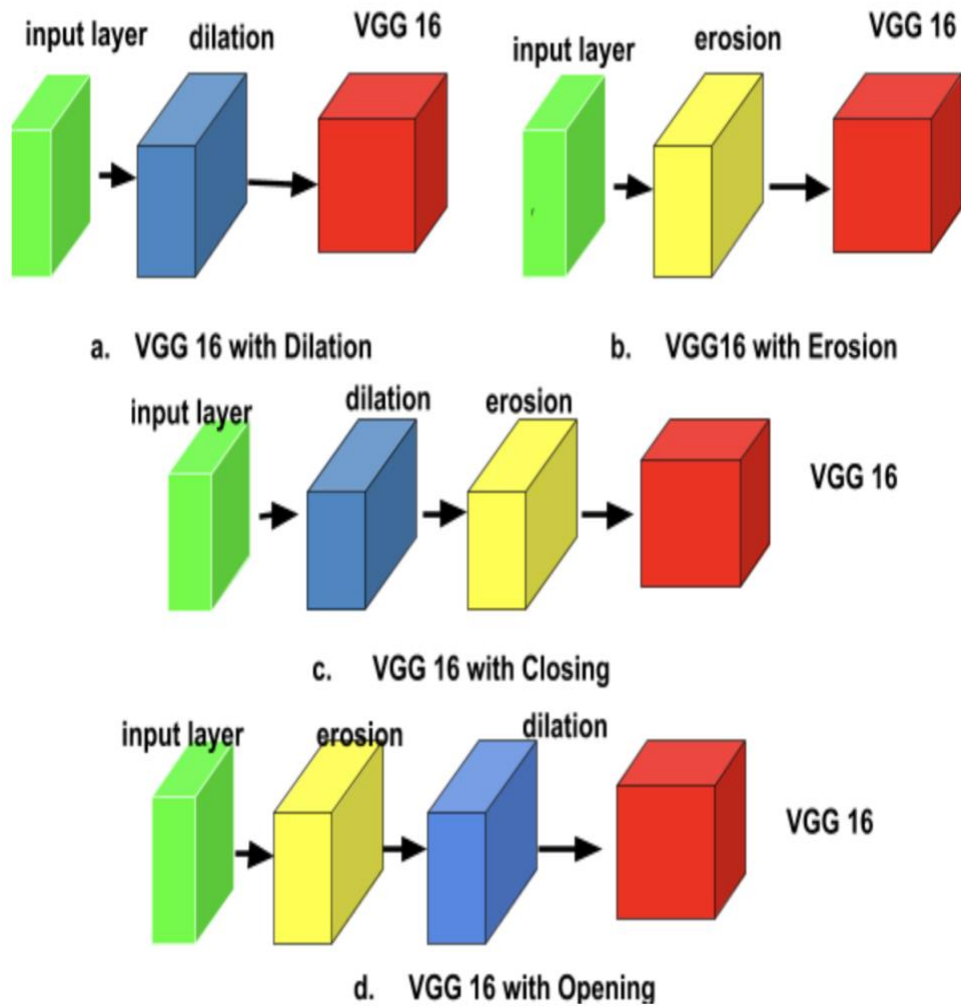 input layer dilation VGG 16
input layer erosion VGG 16
a. VGG 16 with Dilation
b. VGG16 with Erosion
input layer dilation erosion
VGG 16
c. VGG 16 with Closing
input layer erosion dilation
VGG 16
d. VGG 16 with Opening